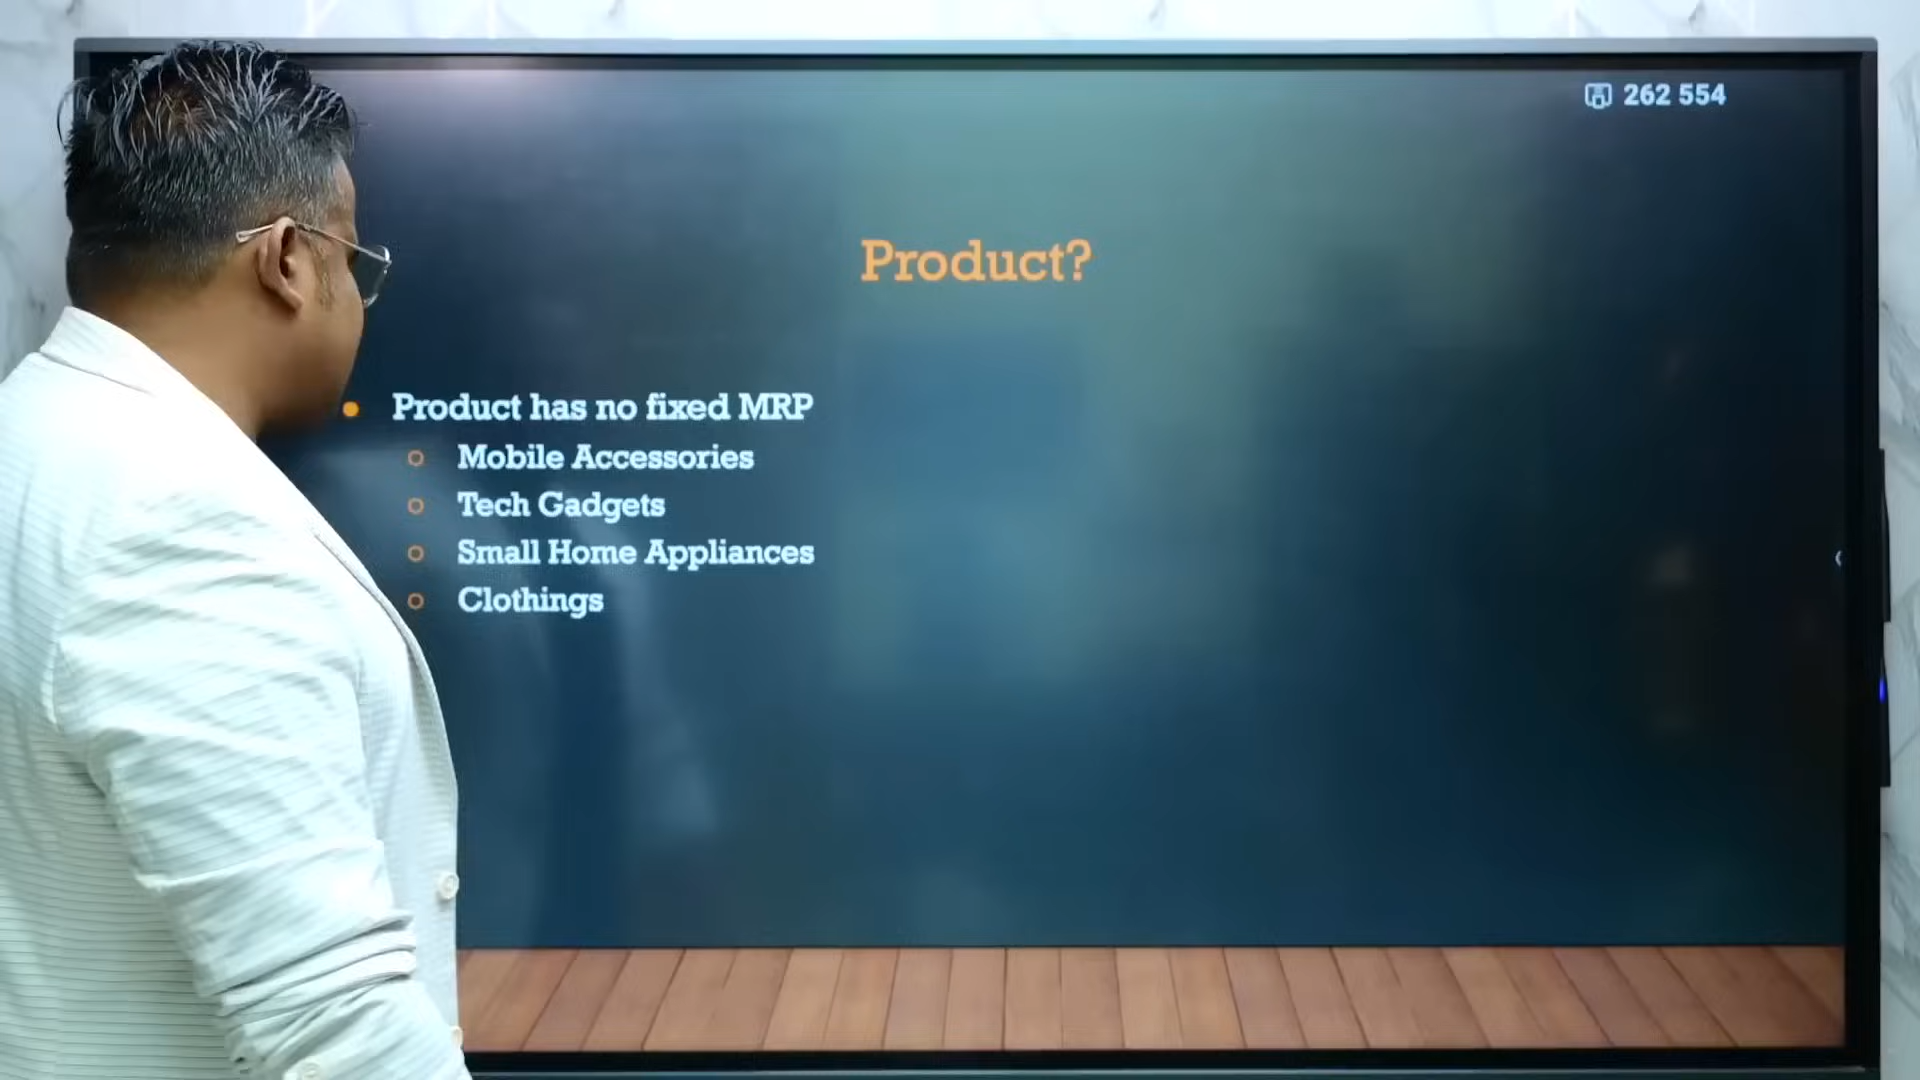 262 554
Product?
Product has no fixed MRP
Mobile Accessories
Tech Gadgets
Small Home Appliances
Clothings